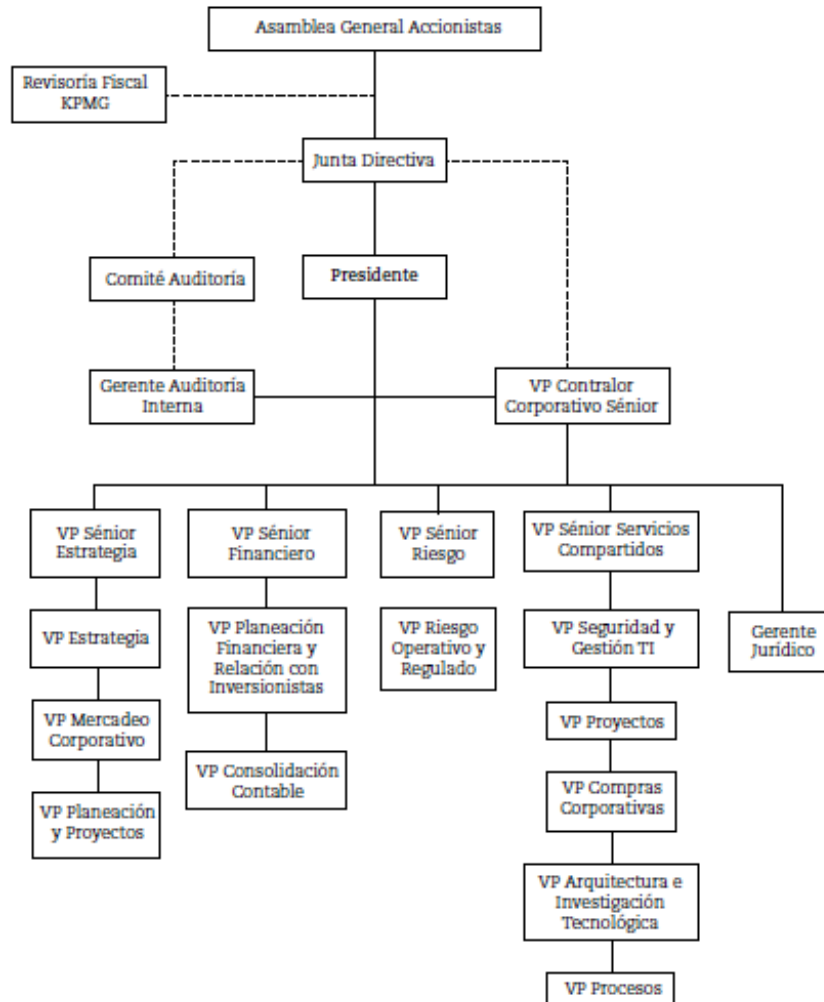 Asamblea General Accionistas
Revisoría Fiscal
KPMG
Junta Directiva
Comité Auditoría
Presidente
Gerente Auditoría
Interna
VP Contralor
Corporativo Sénior
VP Sénior
Estrategia
VP Sénior
Financiero
VP Sénior
Riesgo
VP Sénior Servicios
Compartidos
VP Estrategia
VP Planeación
Financiera y
Relación con
Inversionistas
VP Riesgo
Operativo y
Regulado
VP Seguridad y
Gestión TI
Gerente
Jurídico
VP Mercadeo
Corporativo
VP Proyectos
VP Consolidación
Contable
VP Compras
Corporativas
VP Planeación
y Proyectos
VP Arquitectura e
Investigación
Tecnológica
VP Procesos